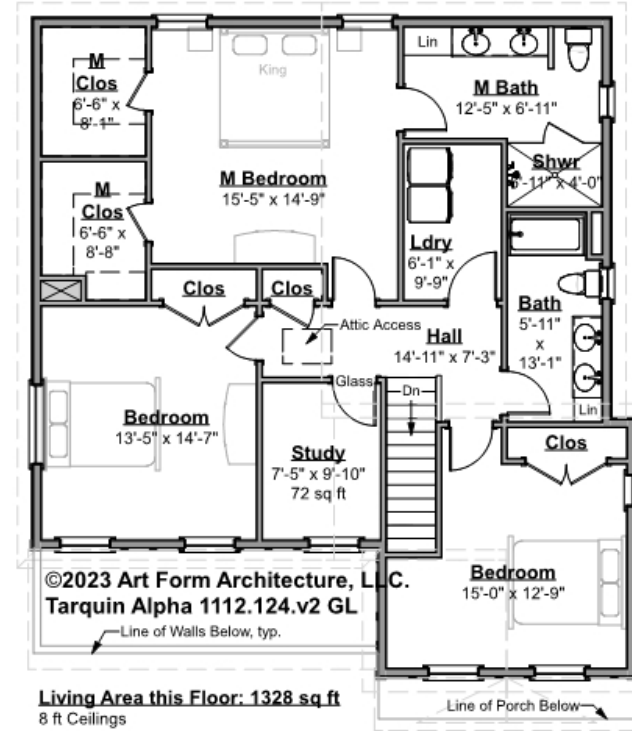 Lin
King
M
Clos
6'-6" x
8'-1"
M Bath
12'-5" x 6'-11"
M Bedroom
15'-5" x 14'-9"
Shwr
'-11" x 4'-0"
M
Clos
6'-6" x
8'-8"
Ldry
6'-1" x
9'-9"
Clos
Clos
Bath
5'-11"
x
13'-1"
Attic Access
Hall
14'-11" x 7'-3"
Glass
Dn
Lin
Bedroom
13'-5" x 14'-7"
Study
7'-5" x 9'-10"
72 sq ft
Clos
Bedroom
15'-0" x 12'-9"
©2023 Art Form Architecture, LLC.
Tarquin Alpha 1112.124.v2 GL
Line of Walls Below, typ.
Living Area this Floor: 1328 sq ft
8 ft Ceilings
Line of Porch Below